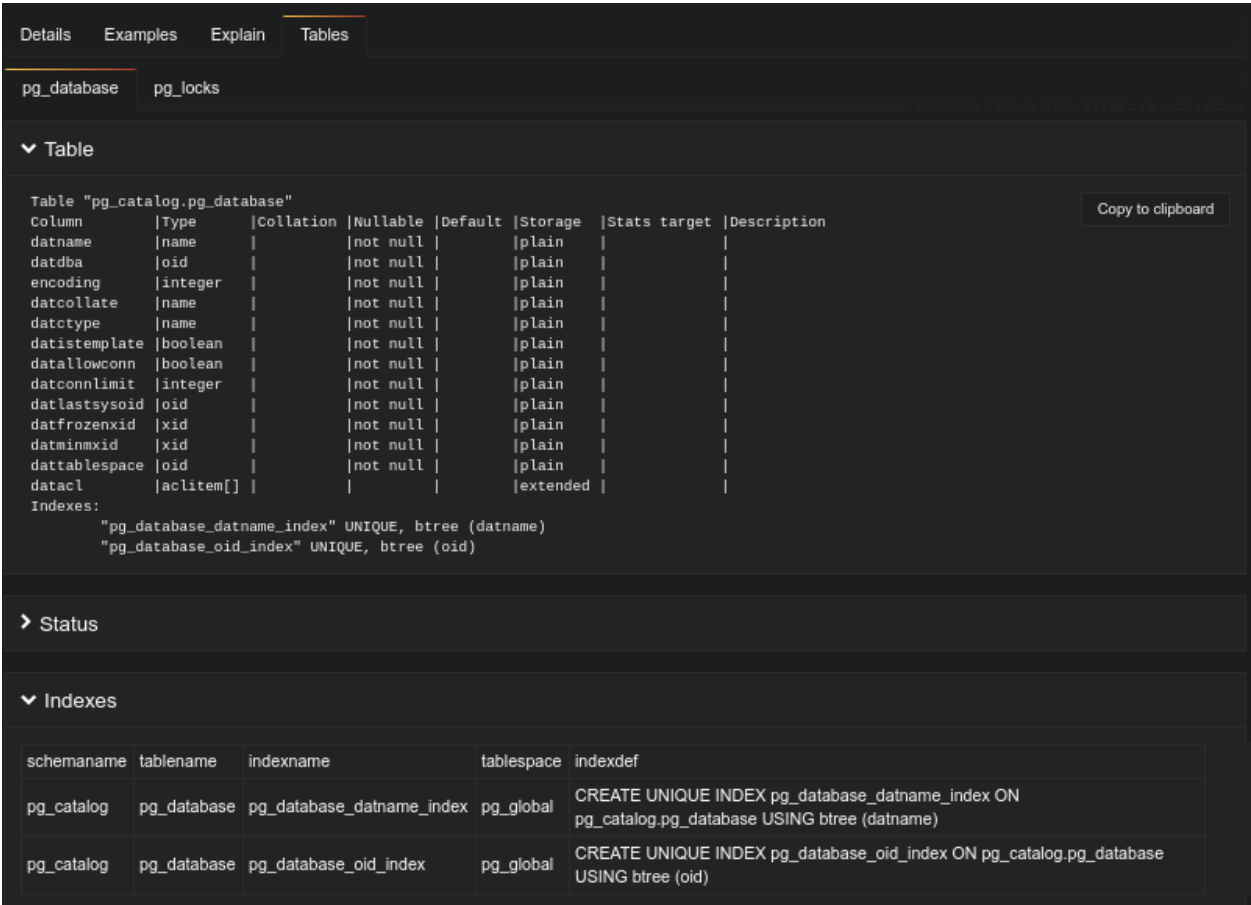 Details Examples Explain Tables
pg_database pg_locks
Table
Table "pg_catalog.pg_database"
Copy to clipboard
Column |Type |Collation |Nullable |Default |Storage |Stats target |Description
datname |name | |not null | |plain | |
datdba |oid | |not null | |plain | |
encoding |integer | |not null | |plain | |
datcollate |name | |not null | |plain | |
datctype |name | |not null | |plain | |
datistemplate |boolean | |not null | |plain | |
datallowconn |boolean | |not null | |plain | |
datconnlimit |integer | |not null | |plain | |
datlastsysoid |oid | |not null | |plain | |
datfrozenxid |xid | |not null | |plain | |
datminmxid |xid | |not null | |plain | |
dattablespace |oid | |not null | |plain | |
datacl |aclitem[] | | | |extended | |
Indexes:
"pg_database_datname_index" UNIQUE, btree (datname)
"pg_database_oid_index" UNIQUE, btree (oid)
Status
Indexes
schemaname tablename indexname tablespace indexdef
pg_catalog pg_database pg_database_datname_index pg_global CREATE UNIQUE INDEX pg_database_datname_index ON
pg_catalog.pg_database USING btree (datname)
pg_catalog pg_database pg_database_oid_index pg_global CREATE UNIQUE INDEX pg_database_oid_index ON pg_catalog.pg_database
USING btree (oid)